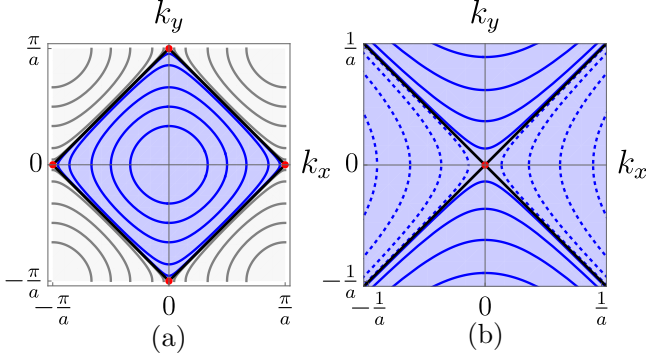 k_y k_y
π/a 1/a
0 k_x 0 k_x
-π/a -1/a
-π/a 0 π/a -1/a 0 1/a
(a) (b)